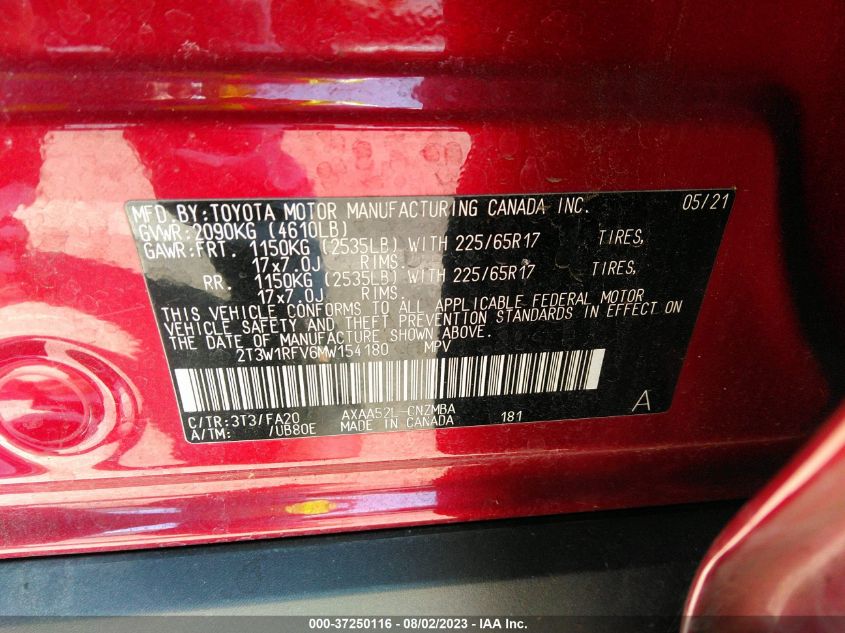 MFD.BY:TOYOTA MOTOR MANUFACTURING CANADA INC. 05/21
GVWR:2090KG (4610LB)
GAWR:FRT. 1150KG (2535LB) WITH 225/65R17 TIRES,
17x7.0J RIMS.
RR. 1150KG (2535LB) WITH 225/65R17 TIRES,
17x7.0J RIMS.
THIS VEHICLE CONFORMS TO ALL APPLICABLE FEDERAL MOTOR
VEHICLE SAFETY AND THEFT PREVENTION STANDARDS IN EFFECT ON
THE DATE OF MANUFACTURE SHOWN ABOVE.
2T3W1RFV6MW154180 MPV
A
C/TR:3T3/FA20 AXAA52L-CNZMBA 181
A/TM: /UB80E MADE IN CANADA
000-37250116 - 08/02/2023 - IAA Inc.